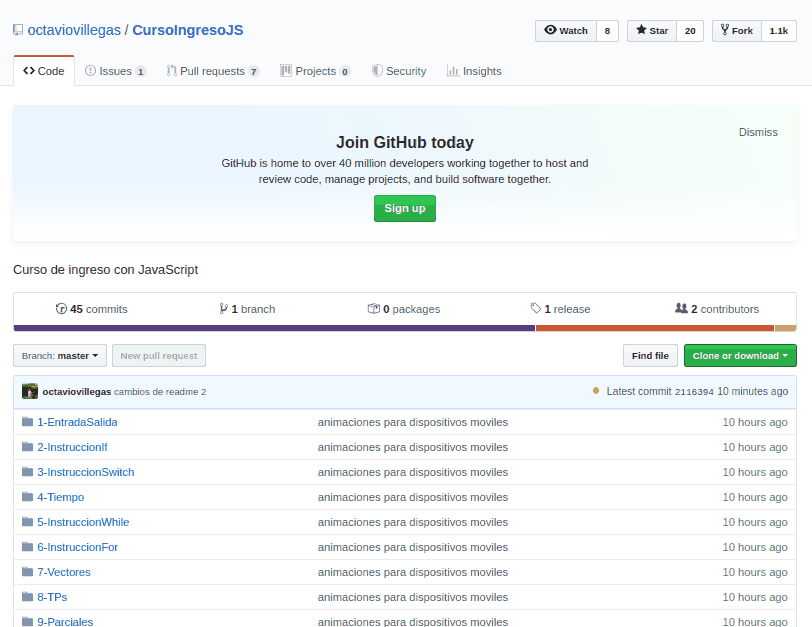 octaviovillegas / CursoIngresoJS
Watch 8 Star 20 Fork 1.1k
Code Issues 1 Pull requests 7 Projects 0 Security Insights
Dismiss
Join GitHub today
GitHub is home to over 40 million developers working together to host and
review code, manage projects, and build software together.
Sign up
Curso de ingreso con JavaScript
45 commits 1 branch 0 packages 1 release 2 contributors
Branch: master New pull request Find file Clone or download
octaviovillegas cambios de readme 2 Latest commit 2116394 10 minutes ago
1-EntradaSalida animaciones para dispositivos moviles 10 hours ago
2-InstruccionIf animaciones para dispositivos moviles 10 hours ago
3-InstruccionSwitch animaciones para dispositivos moviles 10 hours ago
4-Tiempo animaciones para dispositivos moviles 10 hours ago
5-InstruccionWhile animaciones para dispositivos moviles 10 hours ago
6-InstruccionFor animaciones para dispositivos moviles 10 hours ago
7-Vectores animaciones para dispositivos moviles 10 hours ago
8-TPs animaciones para dispositivos moviles 10 hours ago
9-Parciales animaciones para dispositivos moviles 10 hours ago